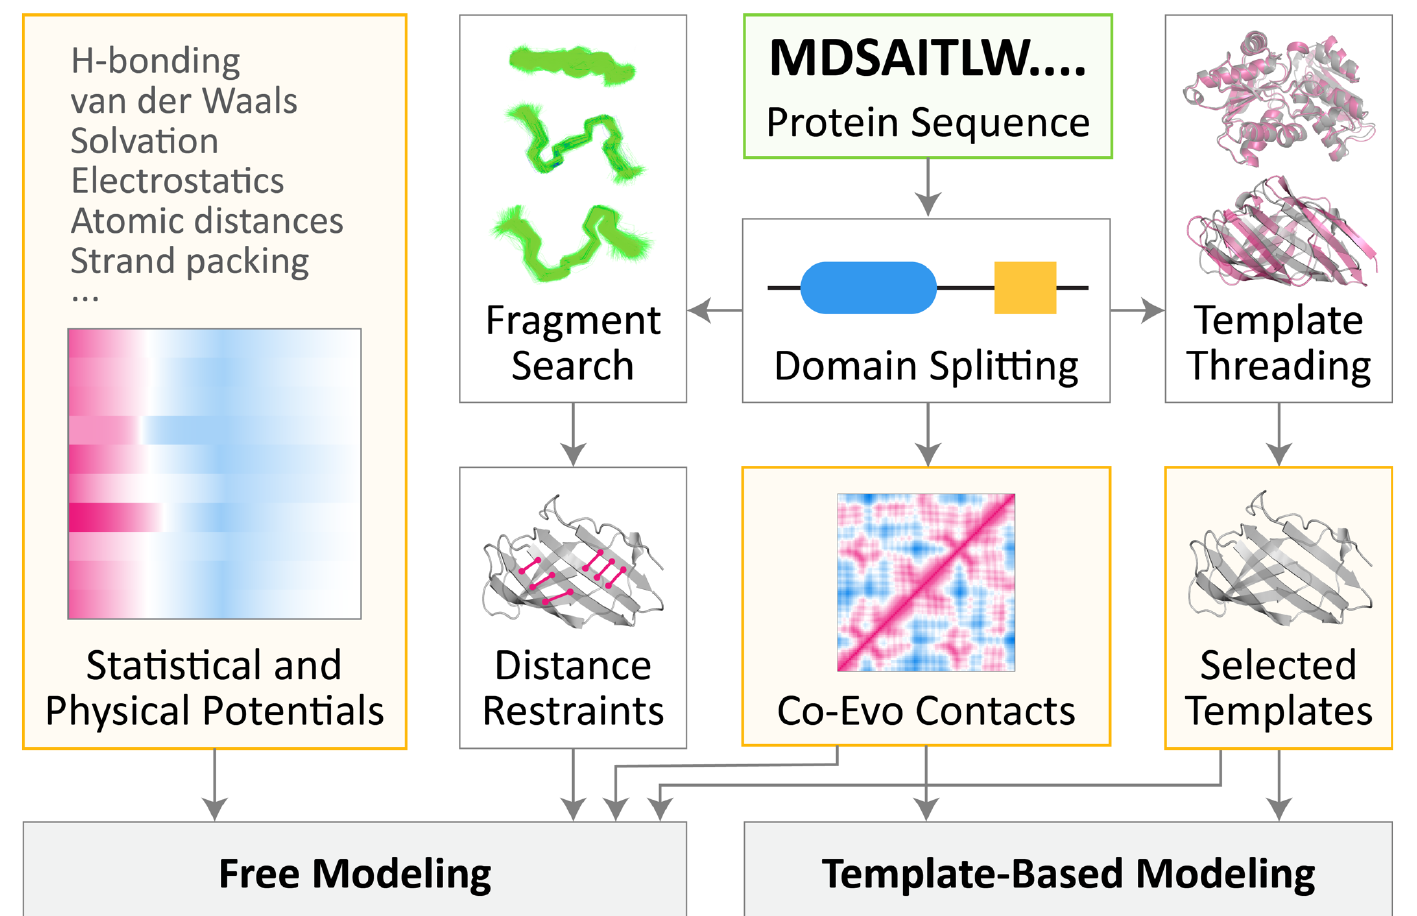 H-bonding
van der Waals
Solvation
Electrostatics
Atomic distances
Strand packing
...
Statistical and
Physical Potentials
Fragment
Search
MDSAITLW....
Protein Sequence
Domain Splitting
Template
Threading
Distance
Restraints
Co-Evo Contacts
Selected
Templates
Free Modeling
Template-Based Modeling